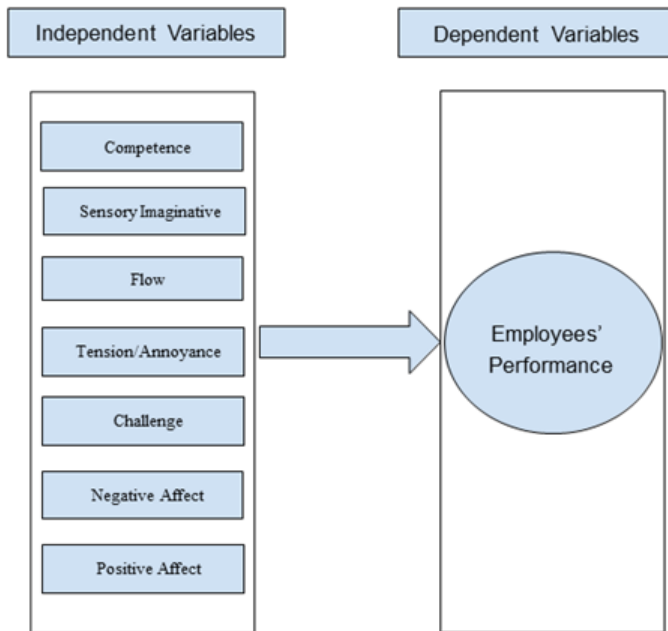 Independent Variables
Dependent Variables
Competence
Sensory Imaginative
Flow
Tension/Annoyance
Challenge
Negative Affect
Positive Affect
Employees’
Performance